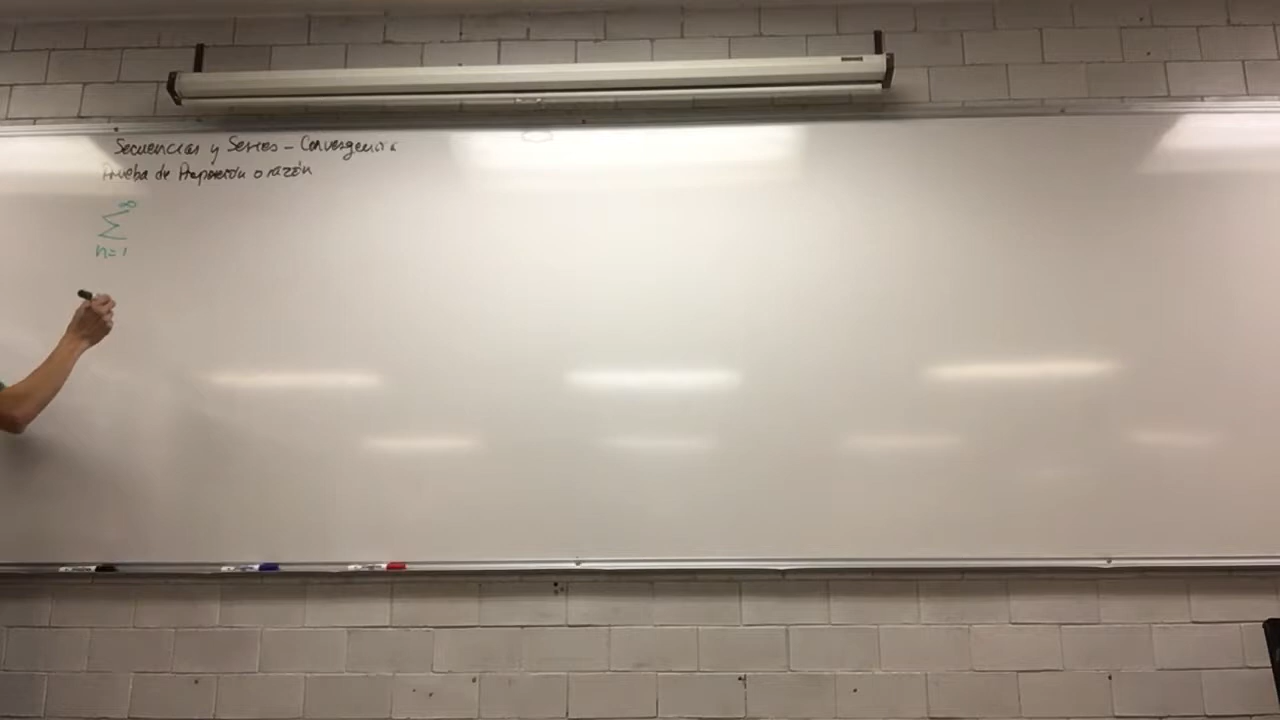 Secuencias y Series - Convergencia
Prueba de Proporción o razón
∞
∑
n=1